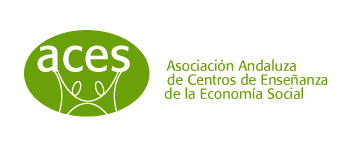 aces
Asociación Andaluza
de Centros de Enseñanza
de la Economía Social